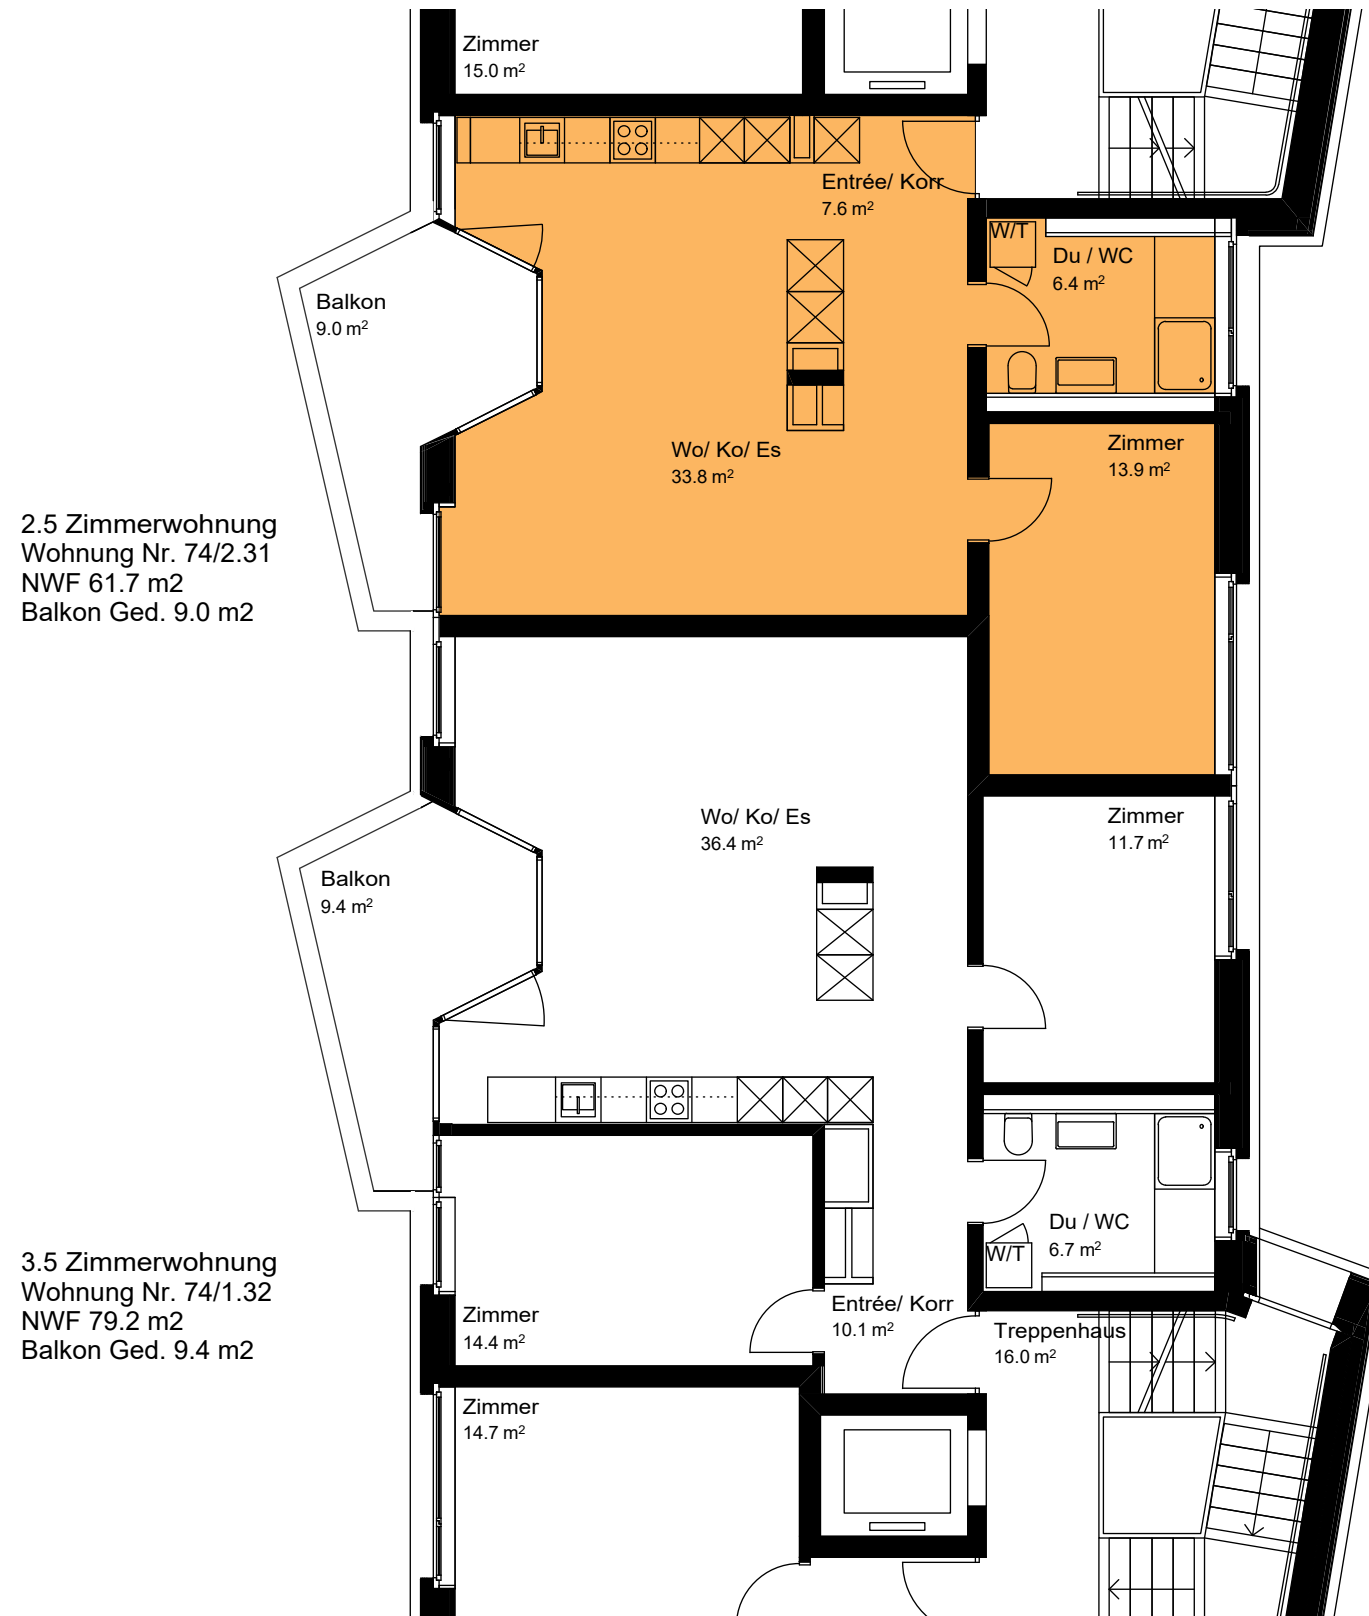 Zimmer
15.0 m²
Entrée/ Korr
7.6 m²
W/T
Du / WC
6.4 m²
Balkon
9.0 m²
Wo/ Ko/ Es
33.8 m²
Zimmer
13.9 m²
2.5 Zimmerwohnung
Wohnung Nr. 74/2.31
NWF 61.7 m2
Balkon Ged. 9.0 m2
Wo/ Ko/ Es
36.4 m²
Zimmer
11.7 m²
Balkon
9.4 m²
Du / WC
6.7 m²
W/T
3.5 Zimmerwohnung
Wohnung Nr. 74/1.32
NWF 79.2 m2
Balkon Ged. 9.4 m2
Zimmer
14.4 m²
Entrée/ Korr
10.1 m²
Treppenhaus
16.0 m²
Zimmer
14.7 m²